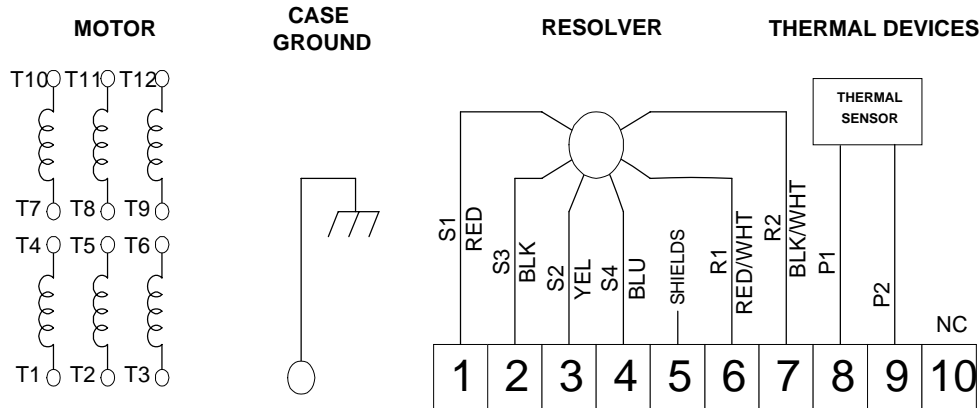 MOTOR
CASE
GROUND
RESOLVER
THERMAL DEVICES
T10 T11 T12
T7 T8 T9
T4 T5 T6
T1 T2 T3
THERMAL
SENSOR
S1
RED
S3
BLK
S2
YEL
S4
BLU
SHIELDS
R1
RED/WHT
R2
BLK/WHT
P1
P2
NC
1 2 3 4 5 6 7 8 9 10